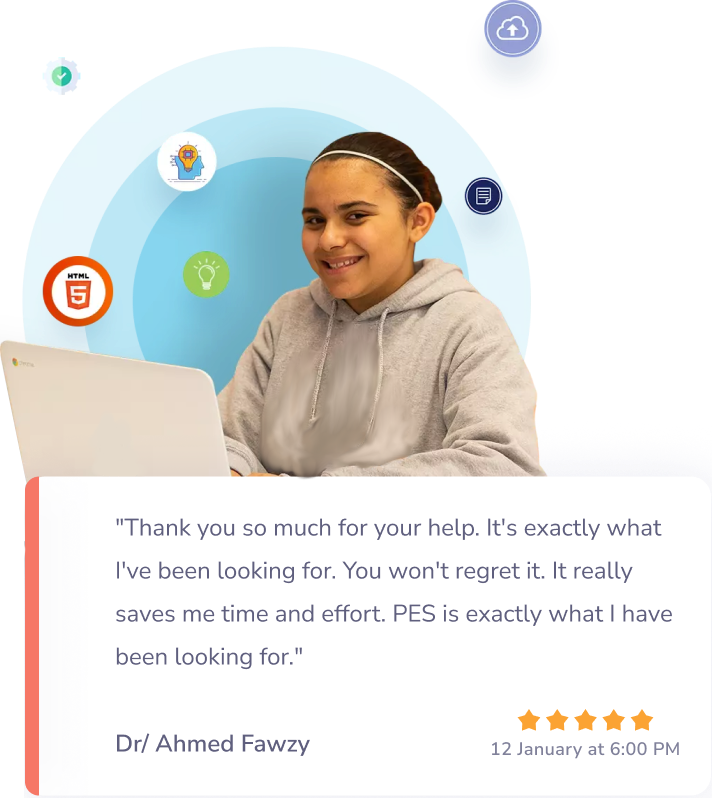 HTML
5
"Thank you so much for your help. It's exactly what
I've been looking for. You won't regret it. It really
saves me time and effort. PES is exactly what I have
been looking for."
Dr/ Ahmed Fawzy
12 January at 6:00 PM